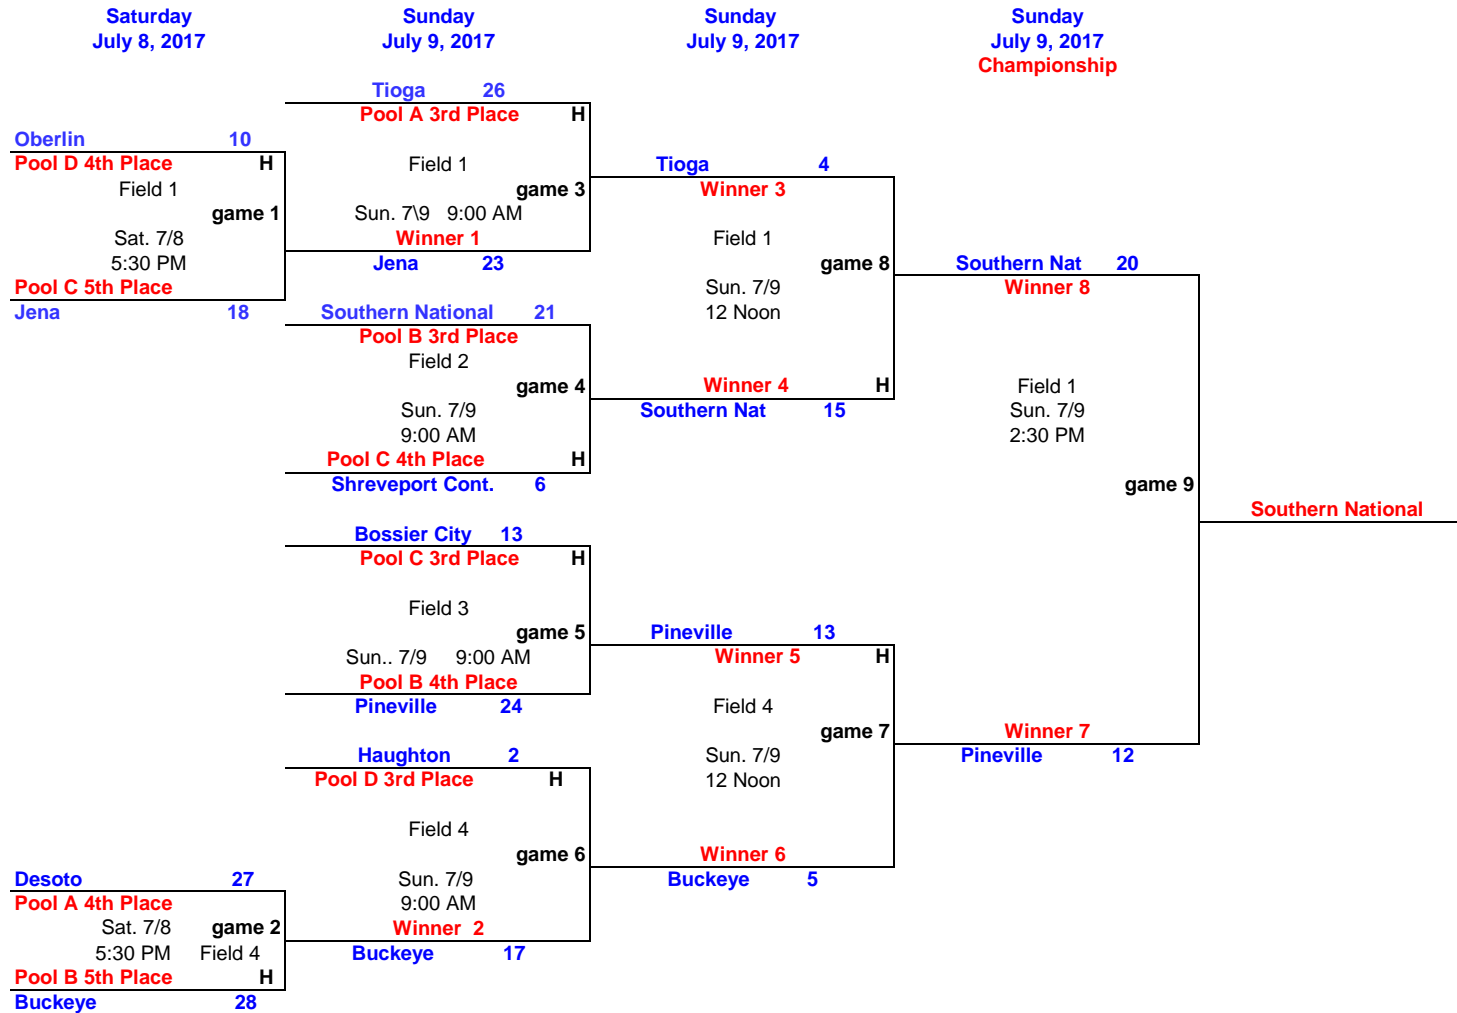 Saturday
July 8, 2017
Sunday
July 9, 2017
Sunday
July 9, 2017
Sunday
July 9, 2017
Championship
Oberlin 10
Pool D 4th Place H
Field 1
game 1
Sat. 7/8
5:30 PM
Pool C 5th Place
Jena 18
Desoto 27
Pool A 4th Place
Sat. 7/8 game 2
5:30 PM Field 4
Pool B 5th Place H
Buckeye 28
Tioga 26
Pool A 3rd Place H
Field 1
game 3
Sun. 7\9 9:00 AM
Winner 1
Jena 23
Southern National 21
Pool B 3rd Place
Field 2
game 4
Sun. 7/9
9:00 AM
Pool C 4th Place H
Shreveport Cont. 6
Bossier City 13
Pool C 3rd Place H
Field 3
game 5
Sun.. 7/9 9:00 AM
Pool B 4th Place
Pineville 24
Haughton 2
Pool D 3rd Place H
Field 4
game 6
Sun. 7/9
9:00 AM
Winner 2
Buckeye 17
Tioga 4
Winner 3
Field 1
game 8
Sun. 7/9
12 Noon
Winner 4 H
Southern Nat 15
Pineville 13
Winner 5 H
Field 4
game 7
Sun. 7/9
12 Noon
Winner 6
Buckeye 5
Southern Nat 20
Winner 8
Field 1
Sun. 7/9
2:30 PM
game 9
Winner 7
Pineville 12
Southern National